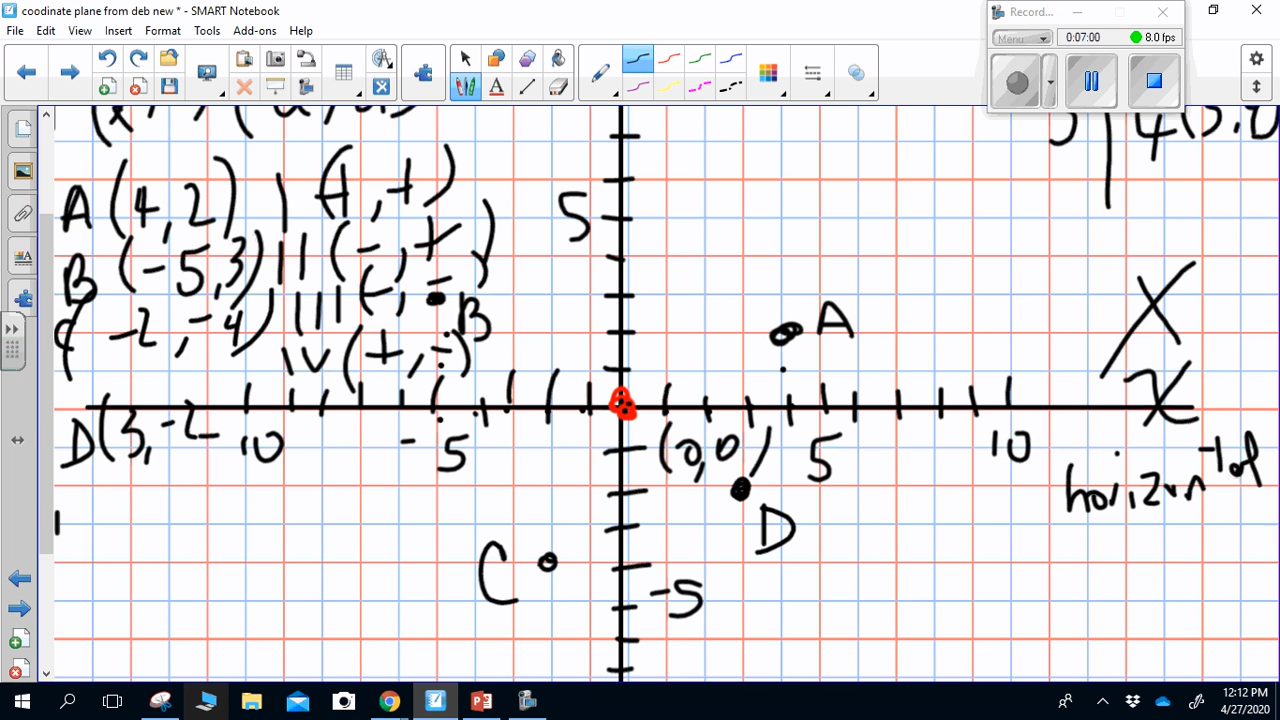 coodinate plane from deb new * - SMART Notebook
Record...
File Edit View Insert Format Tools Add-ons Help
Menu 0:07:00 8.0 fps
A (4, 2) I (+, +)
B (-5, 3) II (-, +)
C -2, -4) III (-, -
IV (+, -)
D(3, -2
5
A
B
X
x
10 - 5 (0,0) 5 10
horizontal
D
C
-5
12:12 PM
4/27/2020